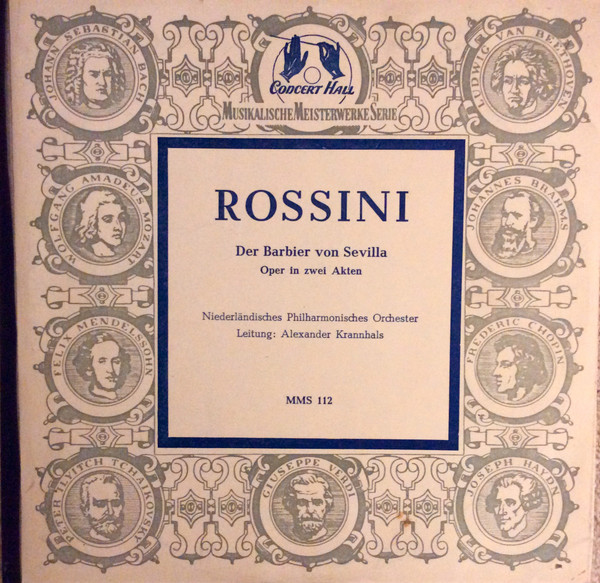 JOHANN SEBASTIAN BACH
CONCERT HALL
MUSIKALISCHE MEISTERWERKE SERIE
LUDWIG VAN BEETHOVEN
WOLFGANG AMADEUS MOZART
JOHANNES BRAHMS
ROSSINI
Der Barbier von Sevilla
Oper in zwei Akten
Niederländisches Philharmonisches Orchester
Leitung: Alexander Krannhals
MMS 112
FELIX MENDELSSOHN
FREDERIC CHOPIN
PETER ILYITCH TCHAIKOVSKY
GIUSEPPE VERDI
JOSEPH HAYDN